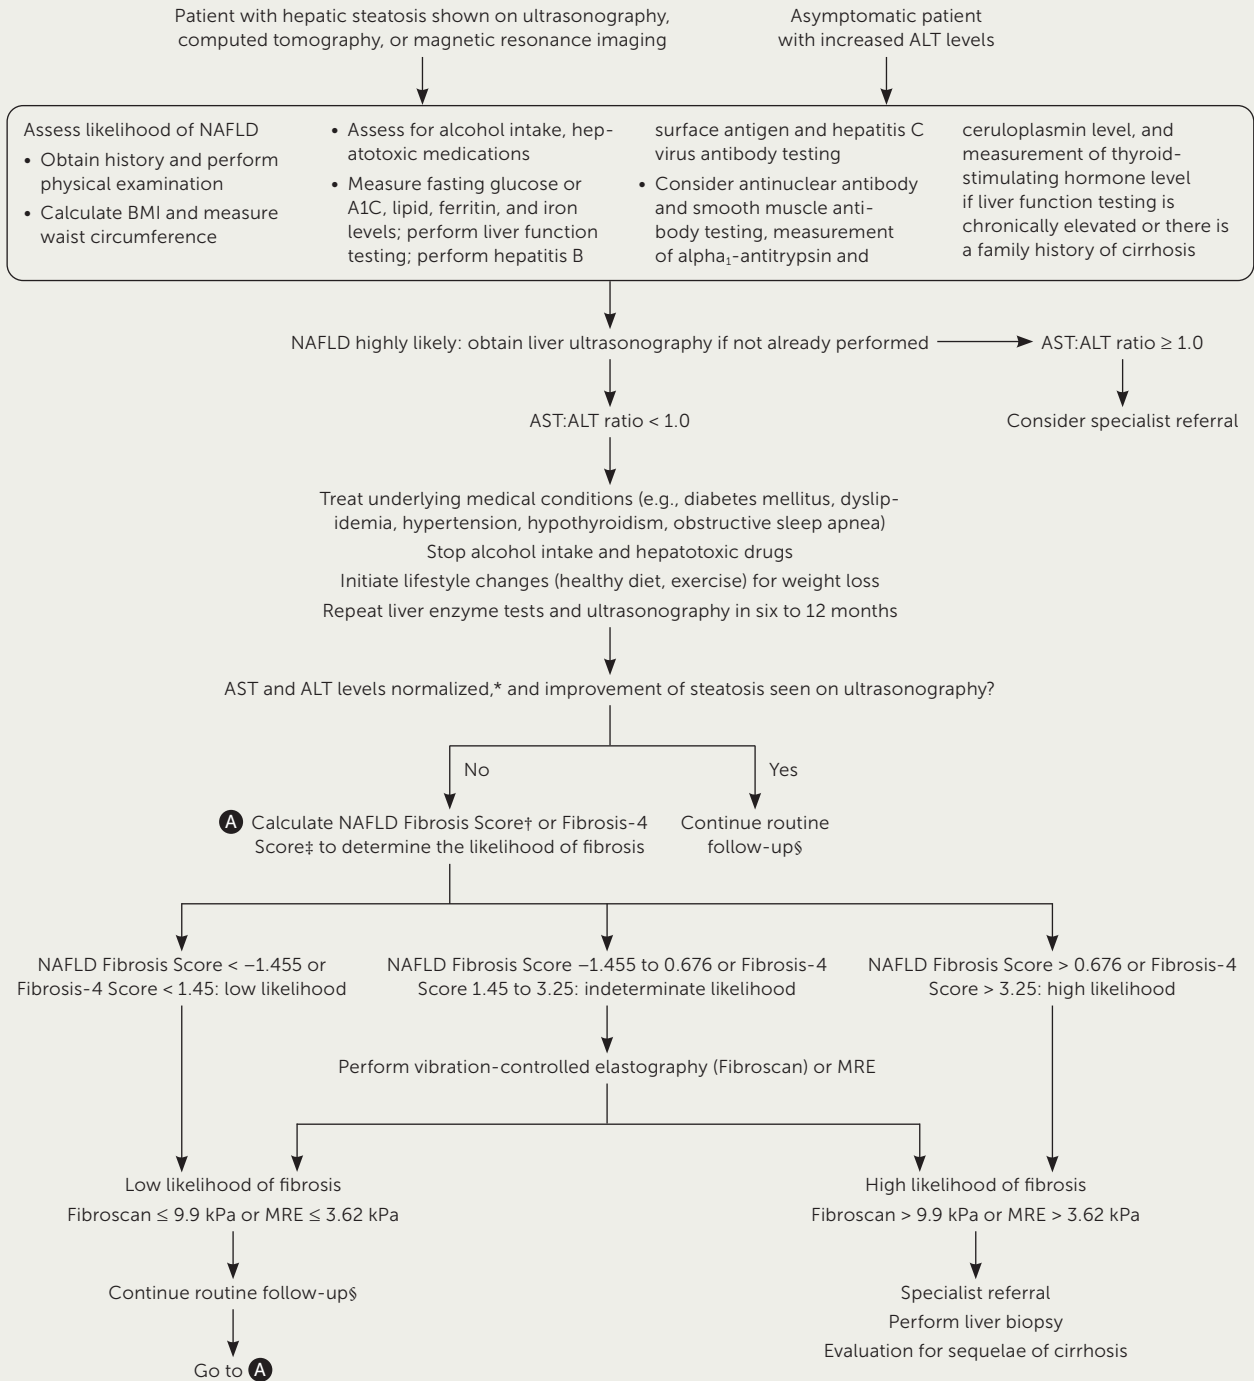 Patient with hepatic steatosis shown on ultrasonography,
computed tomography, or magnetic resonance imaging
Asymptomatic patient
with increased ALT levels
Assess likelihood of NAFLD
• Obtain history and perform
physical examination
• Calculate BMI and measure
waist circumference
• Assess for alcohol intake, hep-
atotoxic medications
• Measure fasting glucose or
A1C, lipid, ferritin, and iron
levels; perform liver function
testing; perform hepatitis B
surface antigen and hepatitis C
virus antibody testing
• Consider antinuclear antibody
and smooth muscle anti-
body testing, measurement
of alpha₁-antitrypsin and
ceruloplasmin level, and
measurement of thyroid-
stimulating hormone level
if liver function testing is
chronically elevated or there is
a family history of cirrhosis
NAFLD highly likely: obtain liver ultrasonography if not already performed
AST:ALT ratio ≥ 1.0
AST:ALT ratio < 1.0
Consider specialist referral
Treat underlying medical conditions (e.g., diabetes mellitus, dyslip-
idemia, hypertension, hypothyroidism, obstructive sleep apnea)
Stop alcohol intake and hepatotoxic drugs
Initiate lifestyle changes (healthy diet, exercise) for weight loss
Repeat liver enzyme tests and ultrasonography in six to 12 months
AST and ALT levels normalized,* and improvement of steatosis seen on ultrasonography?
No
Yes
A Calculate NAFLD Fibrosis Score† or Fibrosis-4
Score‡ to determine the likelihood of fibrosis
Continue routine
follow-up§
NAFLD Fibrosis Score < –1.455 or
Fibrosis-4 Score < 1.45: low likelihood
NAFLD Fibrosis Score –1.455 to 0.676 or Fibrosis-4
Score 1.45 to 3.25: indeterminate likelihood
NAFLD Fibrosis Score > 0.676 or Fibrosis-4
Score > 3.25: high likelihood
Perform vibration-controlled elastography (Fibroscan) or MRE
Low likelihood of fibrosis
Fibroscan ≤ 9.9 kPa or MRE ≤ 3.62 kPa
High likelihood of fibrosis
Fibroscan > 9.9 kPa or MRE > 3.62 kPa
Continue routine follow-up§
Go to A
Specialist referral
Perform liver biopsy
Evaluation for sequelae of cirrhosis